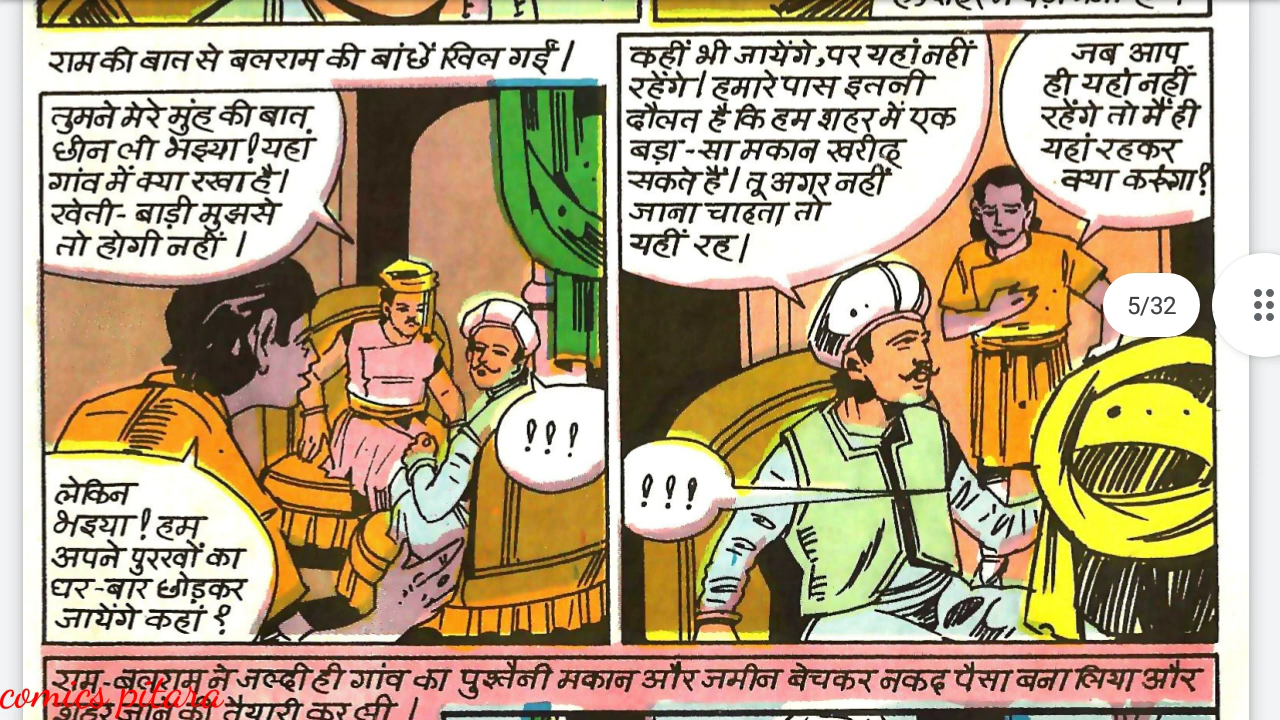 राम की बात से बलराम की बांछें खिल गईं।
तुमने मेरे मुंह की बात
छीन ली भइया! यहां
गांव में क्या रखा है।
खेती-बाड़ी मुझसे
तो होगी नहीं।
!!!
लेकिन
भइया! हम
अपने पुरखों का
घर-बार छोड़कर
जायेंगे कहां?
कहीं भी जायेंगे, पर यहां नहीं
रहेंगे। हमारे पास इतनी
दौलत है कि हम शहर में एक
बड़ा-सा मकान खरीद
सकते हैं। तू अगर नहीं
जाना चाहता तो
यहीं रह।
जब आप
ही यहां नहीं
रहेंगे तो मैं ही
यहां रहकर
क्या करूंगा?
!!!
5/32
राम-बलराम ने जल्दी ही गांव का पुश्तैनी मकान और जमीन बेचकर नकद पैसा बना लिया और
शहर जाने की तैयारी कर ली।
comics.pitara